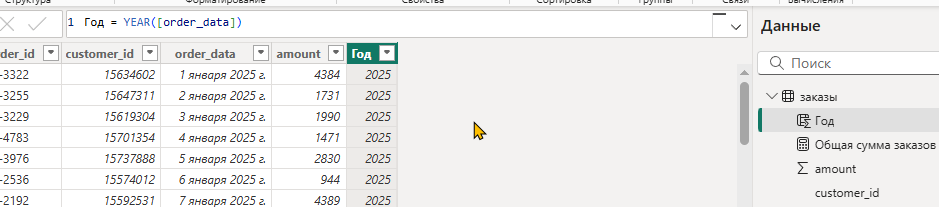 Структура Форматирование Свойства Сортировка Группы Связи Вычисления
1 Год = YEAR([order_data])
Данные
Поиск
der_id customer_id order_data amount Год
-3322 15634602 1 января 2025 г. 4384 2025
-3255 15647311 2 января 2025 г. 1731 2025
-3229 15619304 3 января 2025 г. 1990 2025
-4783 15701354 4 января 2025 г. 1471 2025
-3976 15737888 5 января 2025 г. 2830 2025
-2536 15574012 6 января 2025 г. 944 2025
-2192 15592531 7 января 2025 г. 4389 2025
заказы
Год
Общая сумма заказов
amount
customer_id